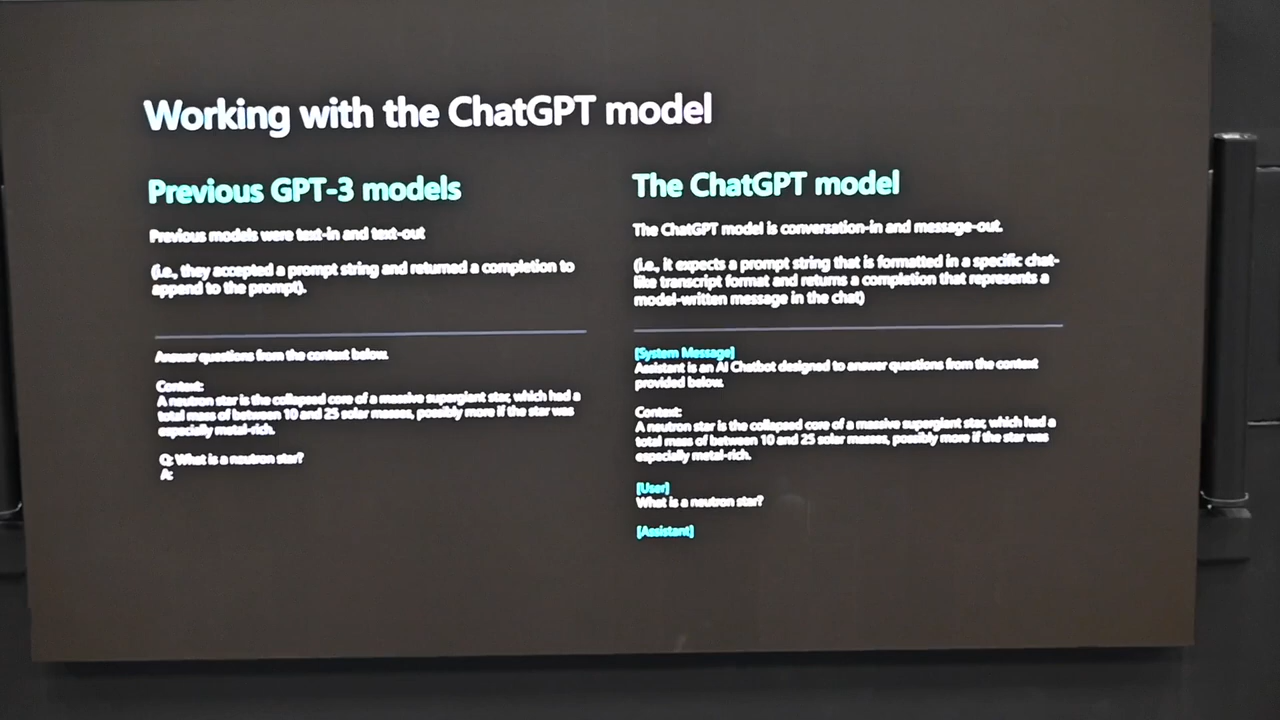 Working with the ChatGPT model
Previous GPT-3 models
Previous models were text-in and text-out
(i.e., they accepted a prompt string and returned a completion to
append to the prompt).
Answer questions from the context below.
Context:
A neutron star is the collapsed core of a massive supergiant star, which had a
total mass of between 10 and 25 solar masses, possibly more if the star was
especially metal-rich.
Q: What is a neutron star?
A:
The ChatGPT model
The ChatGPT model is conversation-in and message-out.
(i.e., it expects a prompt string that is formatted in a specific chat-
like transcript format and returns a completion that represents a
model-written message in the chat)
[System Message]
Assistant is an AI Chatbot designed to answer questions from the context
provided below.
Context:
A neutron star is the collapsed core of a massive supergiant star, which had a
total mass of between 10 and 25 solar masses, possibly more if the star was
especially metal-rich.
[User]
What is a neutron star?
[Assistant]